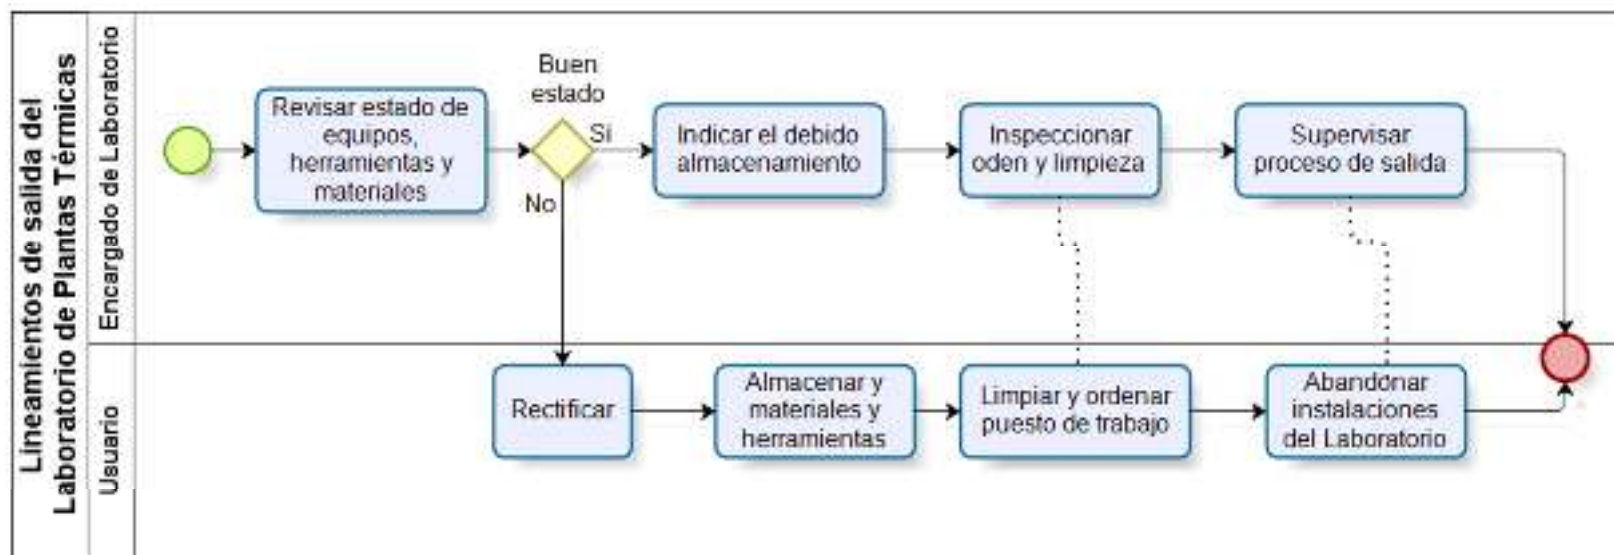 Lineamientos de salida del
Laboratorio de Plantas Térmicas
Encargado de Laboratorio
Revisar estado de
equipos,
herramientas y
materiales
Buen
estado
Si
No
Indicar el debido
almacenamiento
Inspeccionar
oden y limpieza
Supervisar
proceso de salida
Usuario
Rectificar
Almacenar y
materiales y
herramientas
Limpiar y ordenar
puesto de trabajo
Abandonar
instalaciones
del Laboratorio